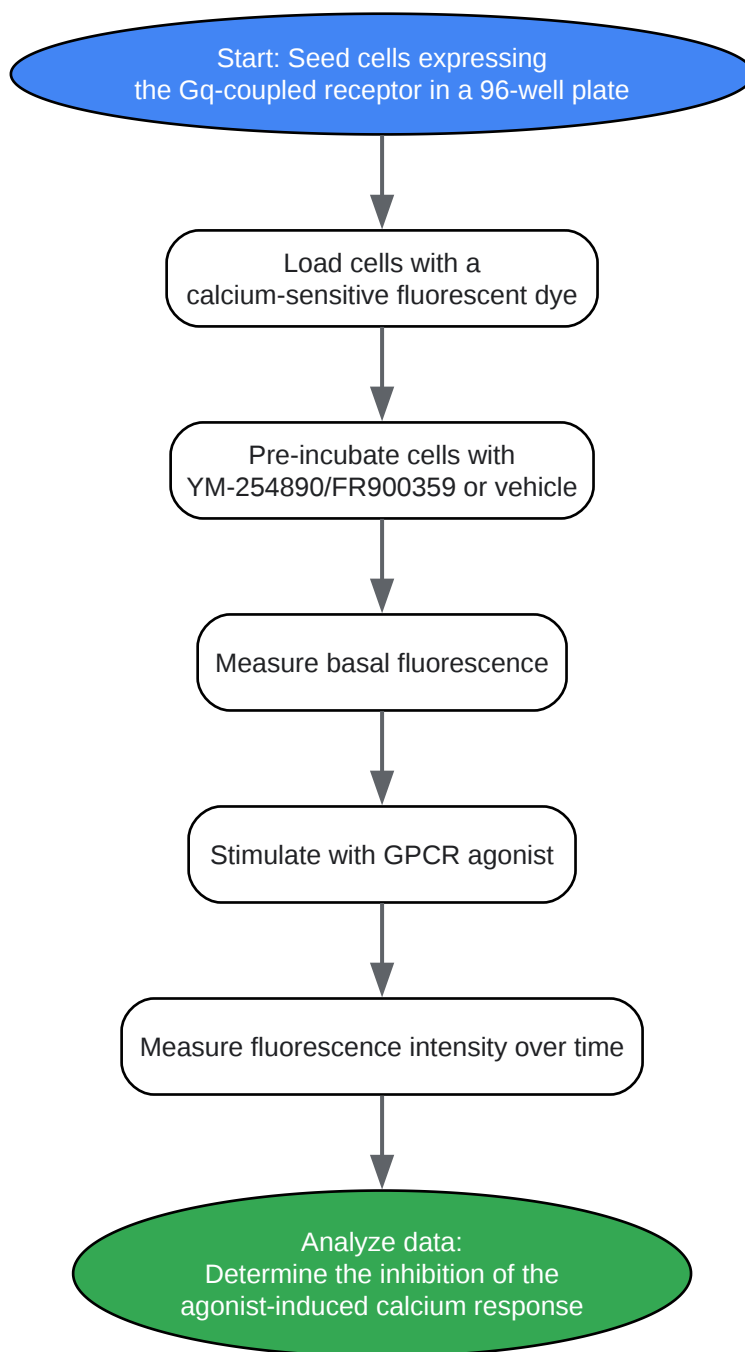 Start: Seed cells expressing
the Gq-coupled receptor in a 96-well plate
Load cells with a
calcium-sensitive fluorescent dye
Pre-incubate cells with
YM-254890/FR900359 or vehicle
Measure basal fluorescence
Stimulate with GPCR agonist
Measure fluorescence intensity over time
Analyze data:
Determine the inhibition of the
agonist-induced calcium response